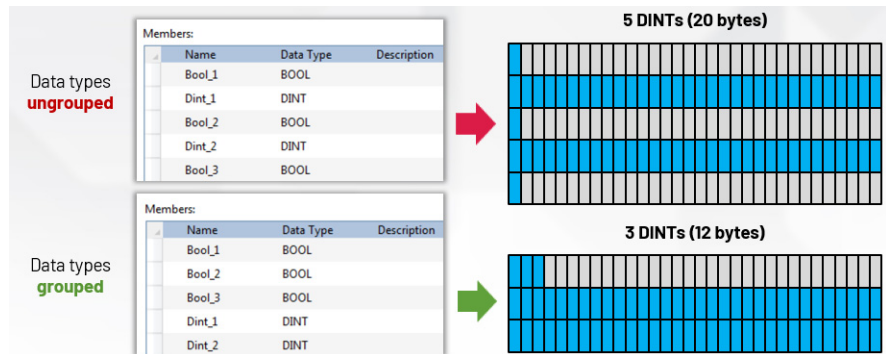 5 DINTs (20 bytes)
Members:
Name Data Type Description
Bool_1 BOOL
Dint_1 DINT
Bool_2 BOOL
Dint_2 DINT
Bool_3 BOOL
Data types
ungrouped
Members:
Name Data Type Description
Bool_1 BOOL
Bool_2 BOOL
Bool_3 BOOL
Dint_1 DINT
Dint_2 DINT
Data types
grouped
3 DINTs (12 bytes)